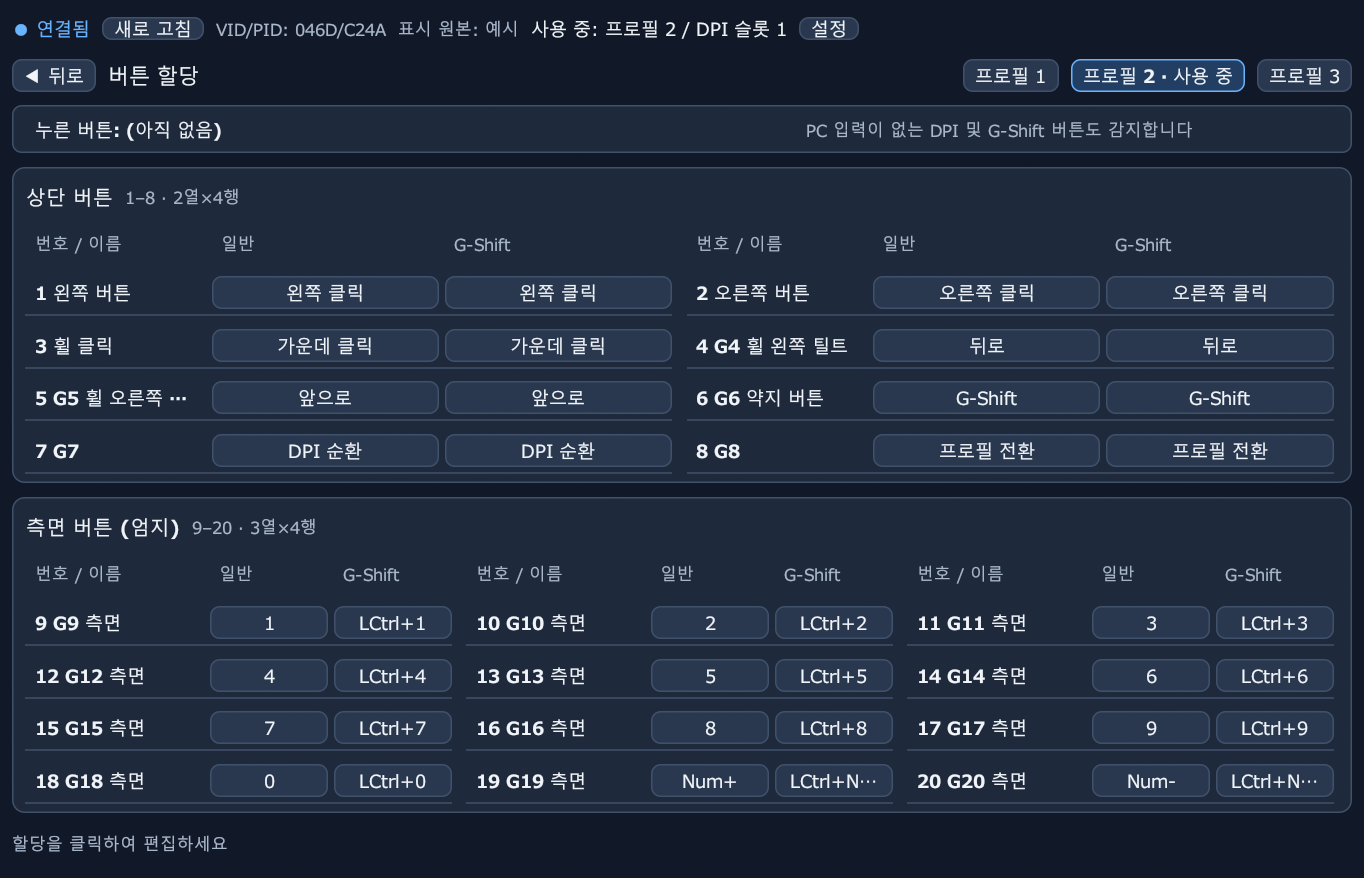 연결됨 새로 고침 VID/PID: 046D/C24A 표시 원본: 예시 사용 중: 프로필 2 / DPI 슬롯 1 설정
◀ 뒤로 버튼 할당 프로필 1 프로필 2 · 사용 중 프로필 3
누른 버튼: (아직 없음) PC 입력이 없는 DPI 및 G-Shift 버튼도 감지합니다
상단 버튼 1–8 · 2열×4행
번호 / 이름 일반 G-Shift 번호 / 이름 일반 G-Shift
1 왼쪽 버튼 왼쪽 클릭 왼쪽 클릭 2 오른쪽 버튼 오른쪽 클릭 오른쪽 클릭
3 휠 클릭 가운데 클릭 가운데 클릭 4 G4 휠 왼쪽 틸트 뒤로 뒤로
5 G5 휠 오른쪽 … 앞으로 앞으로 6 G6 약지 버튼 G-Shift G-Shift
7 G7 DPI 순환 DPI 순환 8 G8 프로필 전환 프로필 전환
측면 버튼 (엄지) 9–20 · 3열×4행
번호 / 이름 일반 G-Shift 번호 / 이름 일반 G-Shift 번호 / 이름 일반 G-Shift
9 G9 측면 1 LCtrl+1 10 G10 측면 2 LCtrl+2 11 G11 측면 3 LCtrl+3
12 G12 측면 4 LCtrl+4 13 G13 측면 5 LCtrl+5 14 G14 측면 6 LCtrl+6
15 G15 측면 7 LCtrl+7 16 G16 측면 8 LCtrl+8 17 G17 측면 9 LCtrl+9
18 G18 측면 0 LCtrl+0 19 G19 측면 Num+ LCtrl+N… 20 G20 측면 Num- LCtrl+N…
할당을 클릭하여 편집하세요